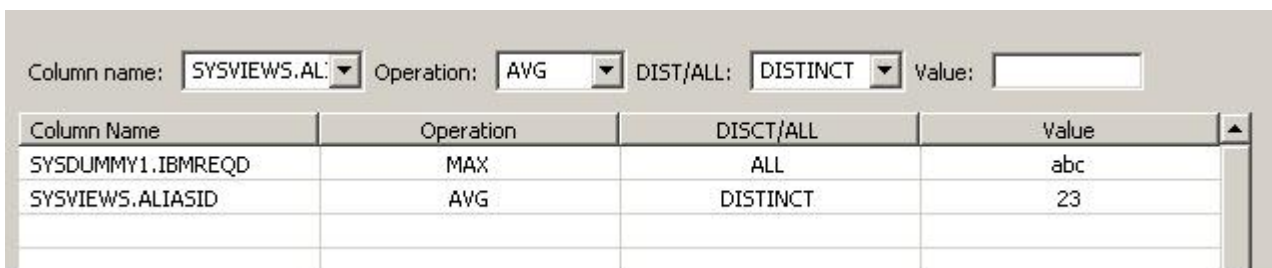 Column name: SYSVIEWS.AL: Operation: AVG DIST/ALL: DISTINCT Value:
Column Name Operation DISCT/ALL Value
SYSDUMMY1.IBMREQD MAX ALL abc
SYSVIEWS.ALIASID AVG DISTINCT 23